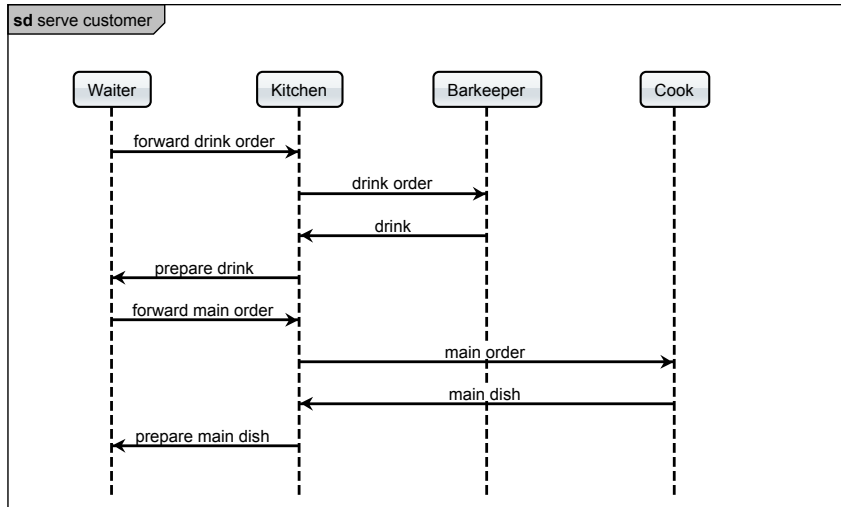 sd serve customer
Waiter
Kitchen
Barkeeper
Cook
forward drink order
drink order
drink
prepare drink
forward main order
main order
main dish
prepare main dish